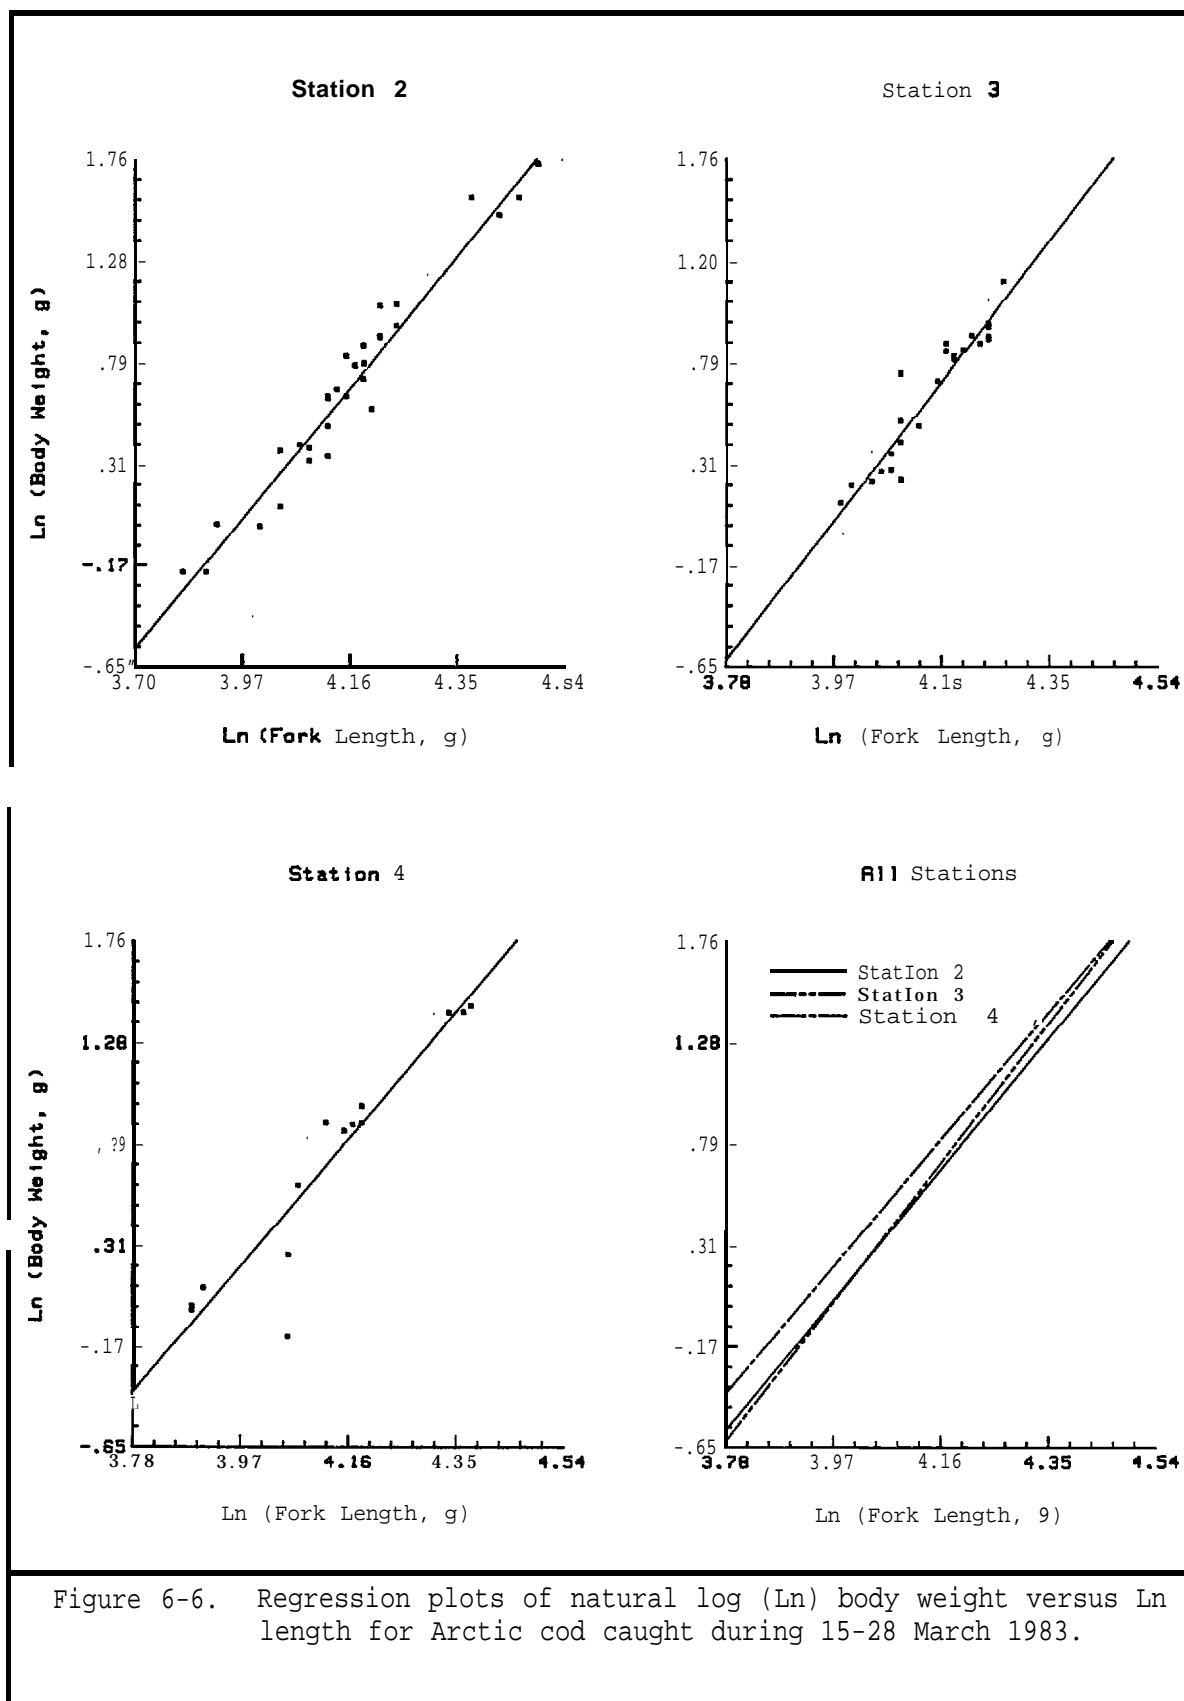 Station 2
1.76
1.28
.79
.31
-.17
-.65
3.70 3.97 4.16 4.35 4.s4
Ln (Body Weight, g)
Ln (Fork Length, g)
Station 3
1.76
1.20
.79
.31
-.17
-.65
3.78 3.97 4.1s 4.35 4.54
Ln (Fork Length, g)
Station 4
1.76
1.28
, ?9
.31
-.17
-.65
3.78 3.97 4.16 4.35 4.54
Ln (Body Weight, g)
Ln (Fork Length, g)
All Stations
StatIon 2
StatIon 3
Station 4
1.76
1.28
.79
.31
-.17
-.65
3.78 3.97 4.16 4.35 4.54
Ln (Fork Length, 9)
Figure 6-6. Regression plots of natural log (Ln) body weight versus Ln
length for Arctic cod caught during 15-28 March 1983.